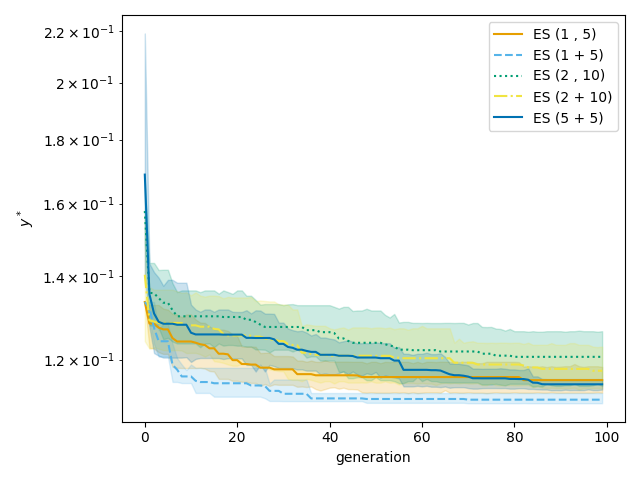 2.2 × 10⁻¹
2 × 10⁻¹
1.8 × 10⁻¹
1.6 × 10⁻¹
1.4 × 10⁻¹
1.2 × 10⁻¹
y*
ES (1 , 5)
ES (1 + 5)
ES (2 , 10)
ES (2 + 10)
ES (5 + 5)
0 20 40 60 80 100
generation